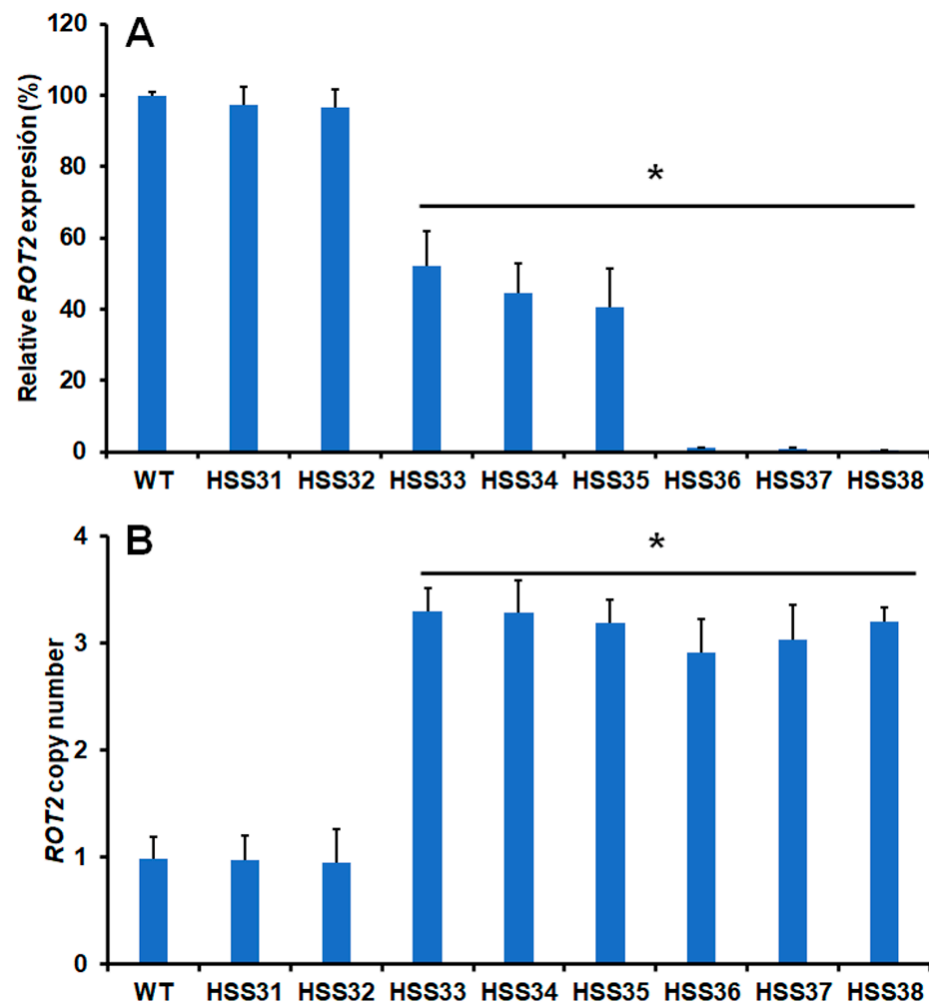 A
Relative ROT2 expresión (%)
120
100
80
60
40
20
0
*
WT HSS31 HSS32 HSS33 HSS34 HSS35 HSS36 HSS37 HSS38
B
ROT2 copy number
4
3
2
1
0
*
WT HSS31 HSS32 HSS33 HSS34 HSS35 HSS36 HSS37 HSS38